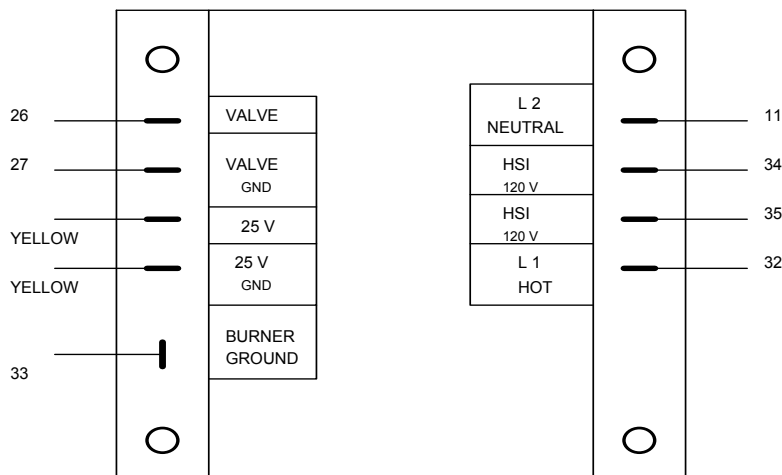 26
VALVE
27
VALVE
GND
YELLOW
25 V
YELLOW
25 V
GND
33
BURNER
GROUND
L 2
NEUTRAL
11
HSI
120 V
34
HSI
120 V
35
L 1
HOT
32